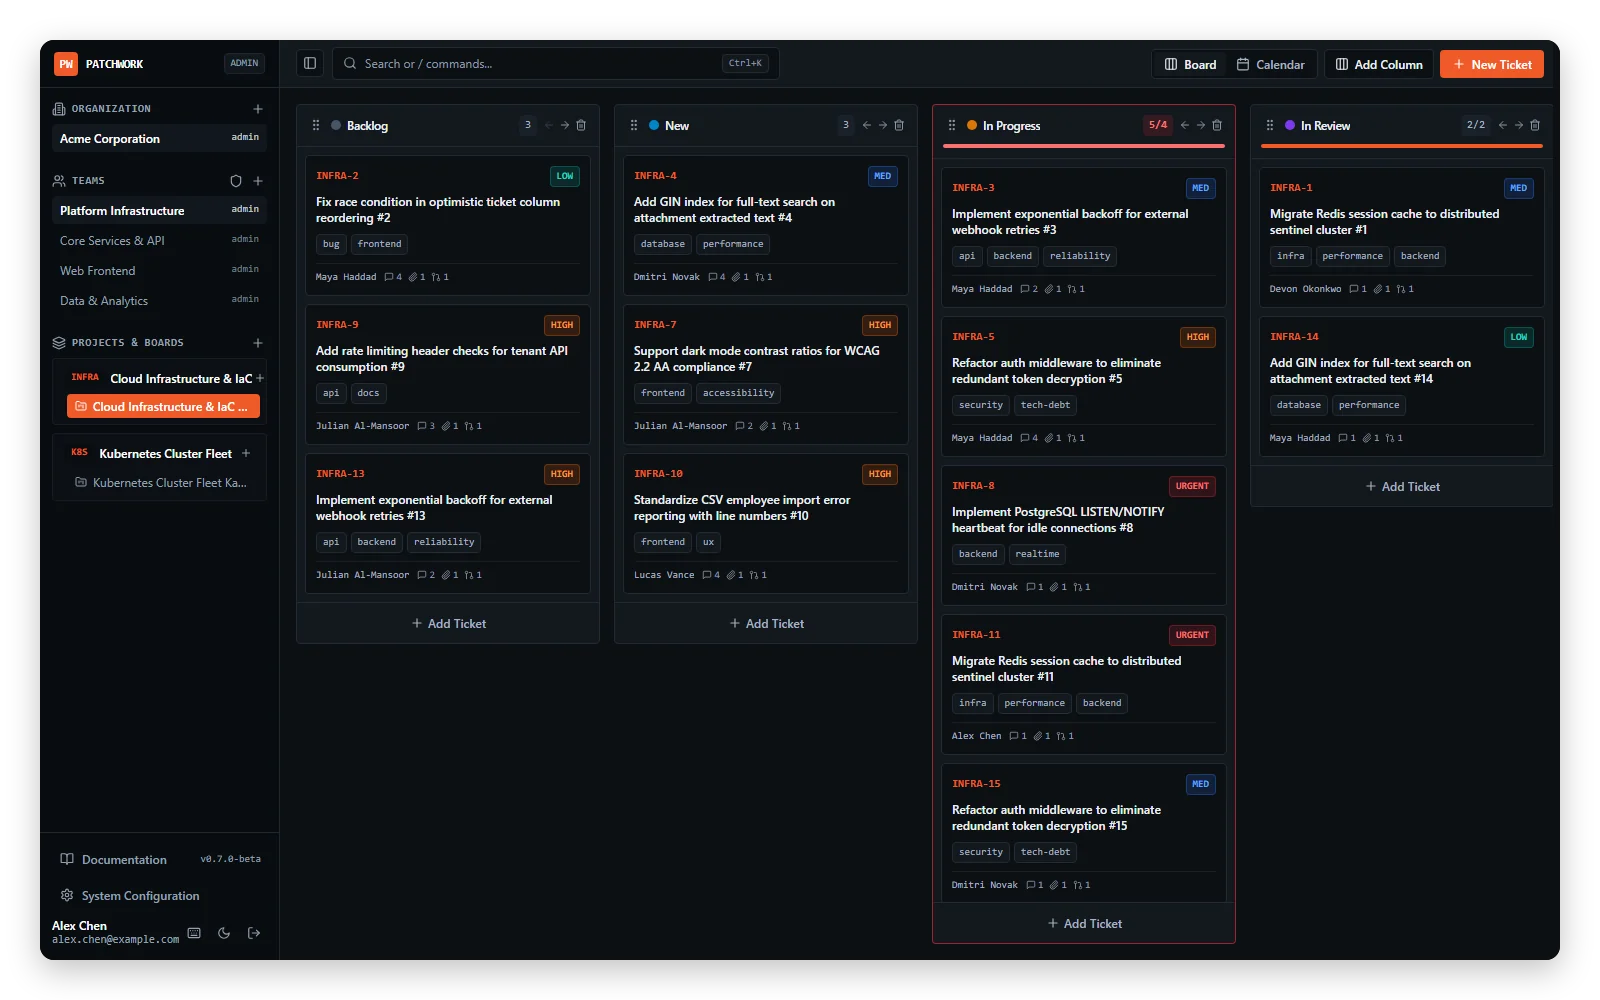 PW PATCHWORK ADMIN
ORGANIZATION
Acme Corporation admin
TEAMS
Platform Infrastructure admin
Core Services & API admin
Web Frontend admin
Data & Analytics admin
PROJECTS & BOARDS
INFRA Cloud Infrastructure & IaC
Cloud Infrastructure & IaC ...
K8S Kubernetes Cluster Fleet
Kubernetes Cluster Fleet Ka...
Documentation v0.7.0-beta
System Configuration
Alex Chen
alex.chen@example.com
Search or / commands... Ctrl+K
Board
Calendar
Add Column
New Ticket
Backlog 3
INFRA-2 LOW
Fix race condition in optimistic ticket column
reordering #2
bug frontend
Maya Haddad 4 1 1
INFRA-9 HIGH
Add rate limiting header checks for tenant API
consumption #9
api docs
Julian Al-Mansoor 3 1 1
INFRA-13 HIGH
Implement exponential backoff for external
webhook retries #13
api backend reliability
Julian Al-Mansoor 2 1 1
Add Ticket
New 3
INFRA-4 MED
Add GIN index for full-text search on
attachment extracted text #4
database performance
Dmitri Novak 4 1 1
INFRA-7 HIGH
Support dark mode contrast ratios for WCAG
2.2 AA compliance #7
frontend accessibility
Julian Al-Mansoor 2 1 1
INFRA-10 HIGH
Standardize CSV employee import error
reporting with line numbers #10
frontend ux
Lucas Vance 4 1 1
Add Ticket
In Progress 5/4
INFRA-3 MED
Implement exponential backoff for external
webhook retries #3
api backend reliability
Maya Haddad 2 1 1
INFRA-5 HIGH
Refactor auth middleware to eliminate
redundant token decryption #5
security tech-debt
Maya Haddad 4 1 1
INFRA-8 URGENT
Implement PostgreSQL LISTEN/NOTIFY
heartbeat for idle connections #8
backend realtime
Dmitri Novak 1 1 1
INFRA-11 URGENT
Migrate Redis session cache to distributed
sentinel cluster #11
infra performance backend
Alex Chen 1 1 1
INFRA-15 MED
Refactor auth middleware to eliminate
redundant token decryption #15
security tech-debt
Dmitri Novak 1 1 1
Add Ticket
In Review 2/2
INFRA-1 MED
Migrate Redis session cache to distributed
sentinel cluster #1
infra performance backend
Devon Okonkwo 1 1 1
INFRA-14 LOW
Add GIN index for full-text search on
attachment extracted text #14
database performance
Maya Haddad 1 1 1
Add Ticket